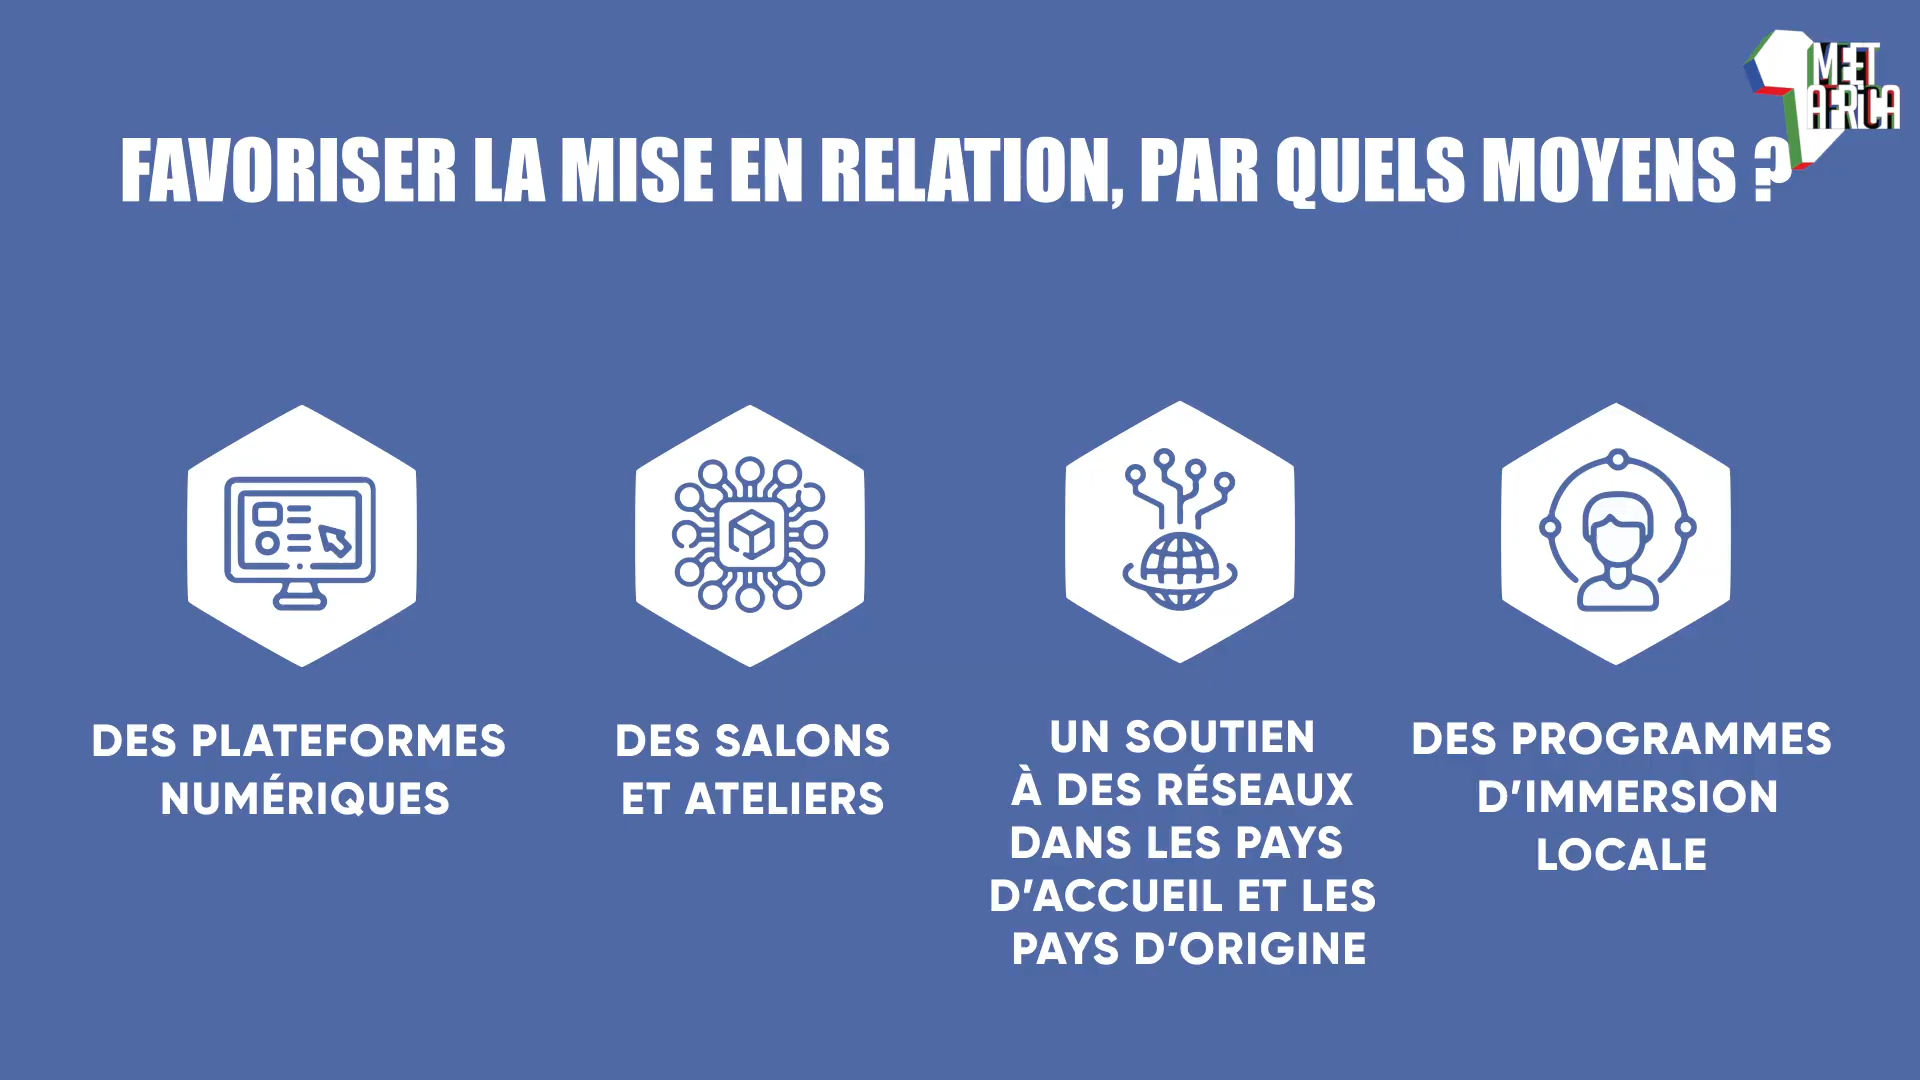 MEET
AFRICA
FAVORISER LA MISE EN RELATION, PAR QUELS MOYENS ?
DES PLATEFORMES
NUMÉRIQUES
DES SALONS
ET ATELIERS
UN SOUTIEN
À DES RÉSEAUX
DANS LES PAYS
D’ACCUEIL ET LES
PAYS D’ORIGINE
DES PROGRAMMES
D’IMMERSION
LOCALE